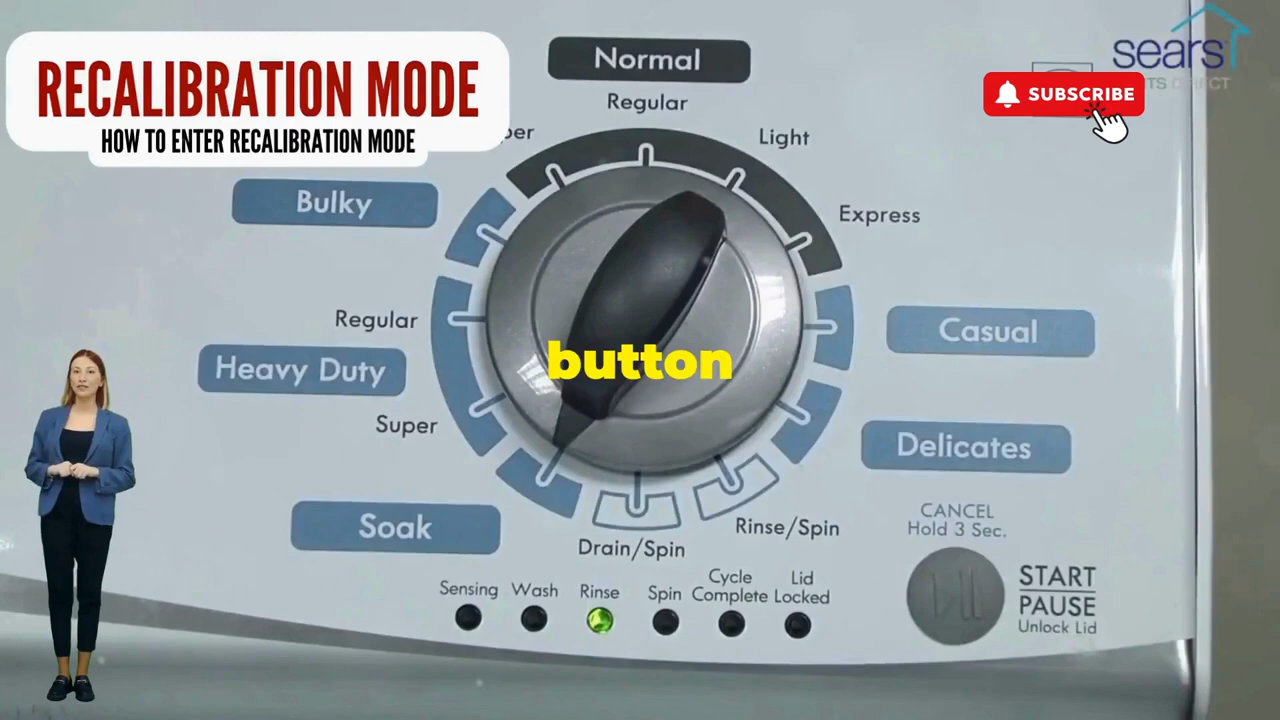 RECALIBRATION MODE
HOW TO ENTER RECALIBRATION MODE
sears
DIRECT
SUBSCRIBE
Normal
Regular
Light
Express
Bulky
Regular
Heavy Duty
Super
Soak
Casual
Delicates
Rinse/Spin
Drain/Spin
button
CANCEL
Hold 3 Sec.
START
PAUSE
Unlock Lid
Sensing
Wash
Rinse
Spin
Cycle
Complete
Lid
Locked